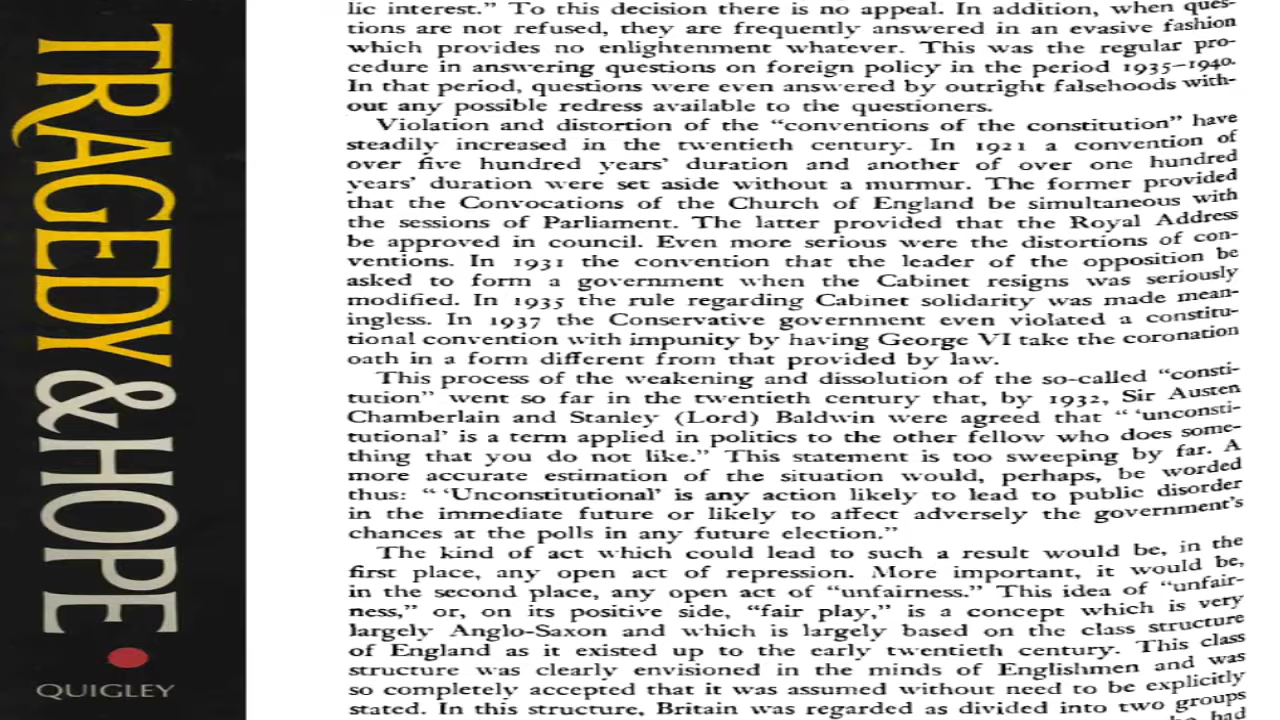 TRAGEDY & HOPE
QUIGLEY
lic interest.” To this decision there is no appeal. In addition, when ques-
tions are not refused, they are frequently answered in an evasive fashion
which provides no enlightenment whatever. This was the regular pro-
cedure in answering questions on foreign policy in the period 1935–1940.
In that period, questions were even answered by outright falsehoods with-
out any possible redress available to the questioners.
Violation and distortion of the “conventions of the constitution” have
steadily increased in the twentieth century. In 1921 a convention of
over five hundred years’ duration and another of over one hundred
years’ duration were set aside without a murmur. The former provided
that the Convocations of the Church of England be simultaneous with
the sessions of Parliament. The latter provided that the Royal Address
be approved in council. Even more serious were the distortions of con-
ventions. In 1931 the convention that the leader of the opposition be
asked to form a government when the Cabinet resigns was seriously
modified. In 1935 the rule regarding Cabinet solidarity was made mean-
ingless. In 1937 the Conservative government even violated a constitu-
tional convention with impunity by having George VI take the coronation
oath in a form different from that provided by law.
This process of the weakening and dissolution of the so-called “consti-
tution” went so far in the twentieth century that, by 1932, Sir Austen
Chamberlain and Stanley (Lord) Baldwin were agreed that “ ‘unconsti-
tutional’ is a term applied in politics to the other fellow who does some-
thing that you do not like.” This statement is too sweeping by far. A
more accurate estimation of the situation would, perhaps, be worded
thus: “ ‘Unconstitutional’ is any action likely to lead to public disorder
in the immediate future or likely to affect adversely the government’s
chances at the polls in any future election.”
The kind of act which could lead to such a result would be, in the
first place, any open act of repression. More important, it would be,
in the second place, any open act of “unfairness.” This idea of “unfair-
ness,” or, on its positive side, “fair play,” is a concept which is very
largely Anglo-Saxon and which is largely based on the class structure
of England as it existed up to the early twentieth century. This class
structure was clearly envisioned in the minds of Englishmen and was
so completely accepted that it was assumed without need to be explicitly
stated. In this structure, Britain was regarded as divided into two groups
had